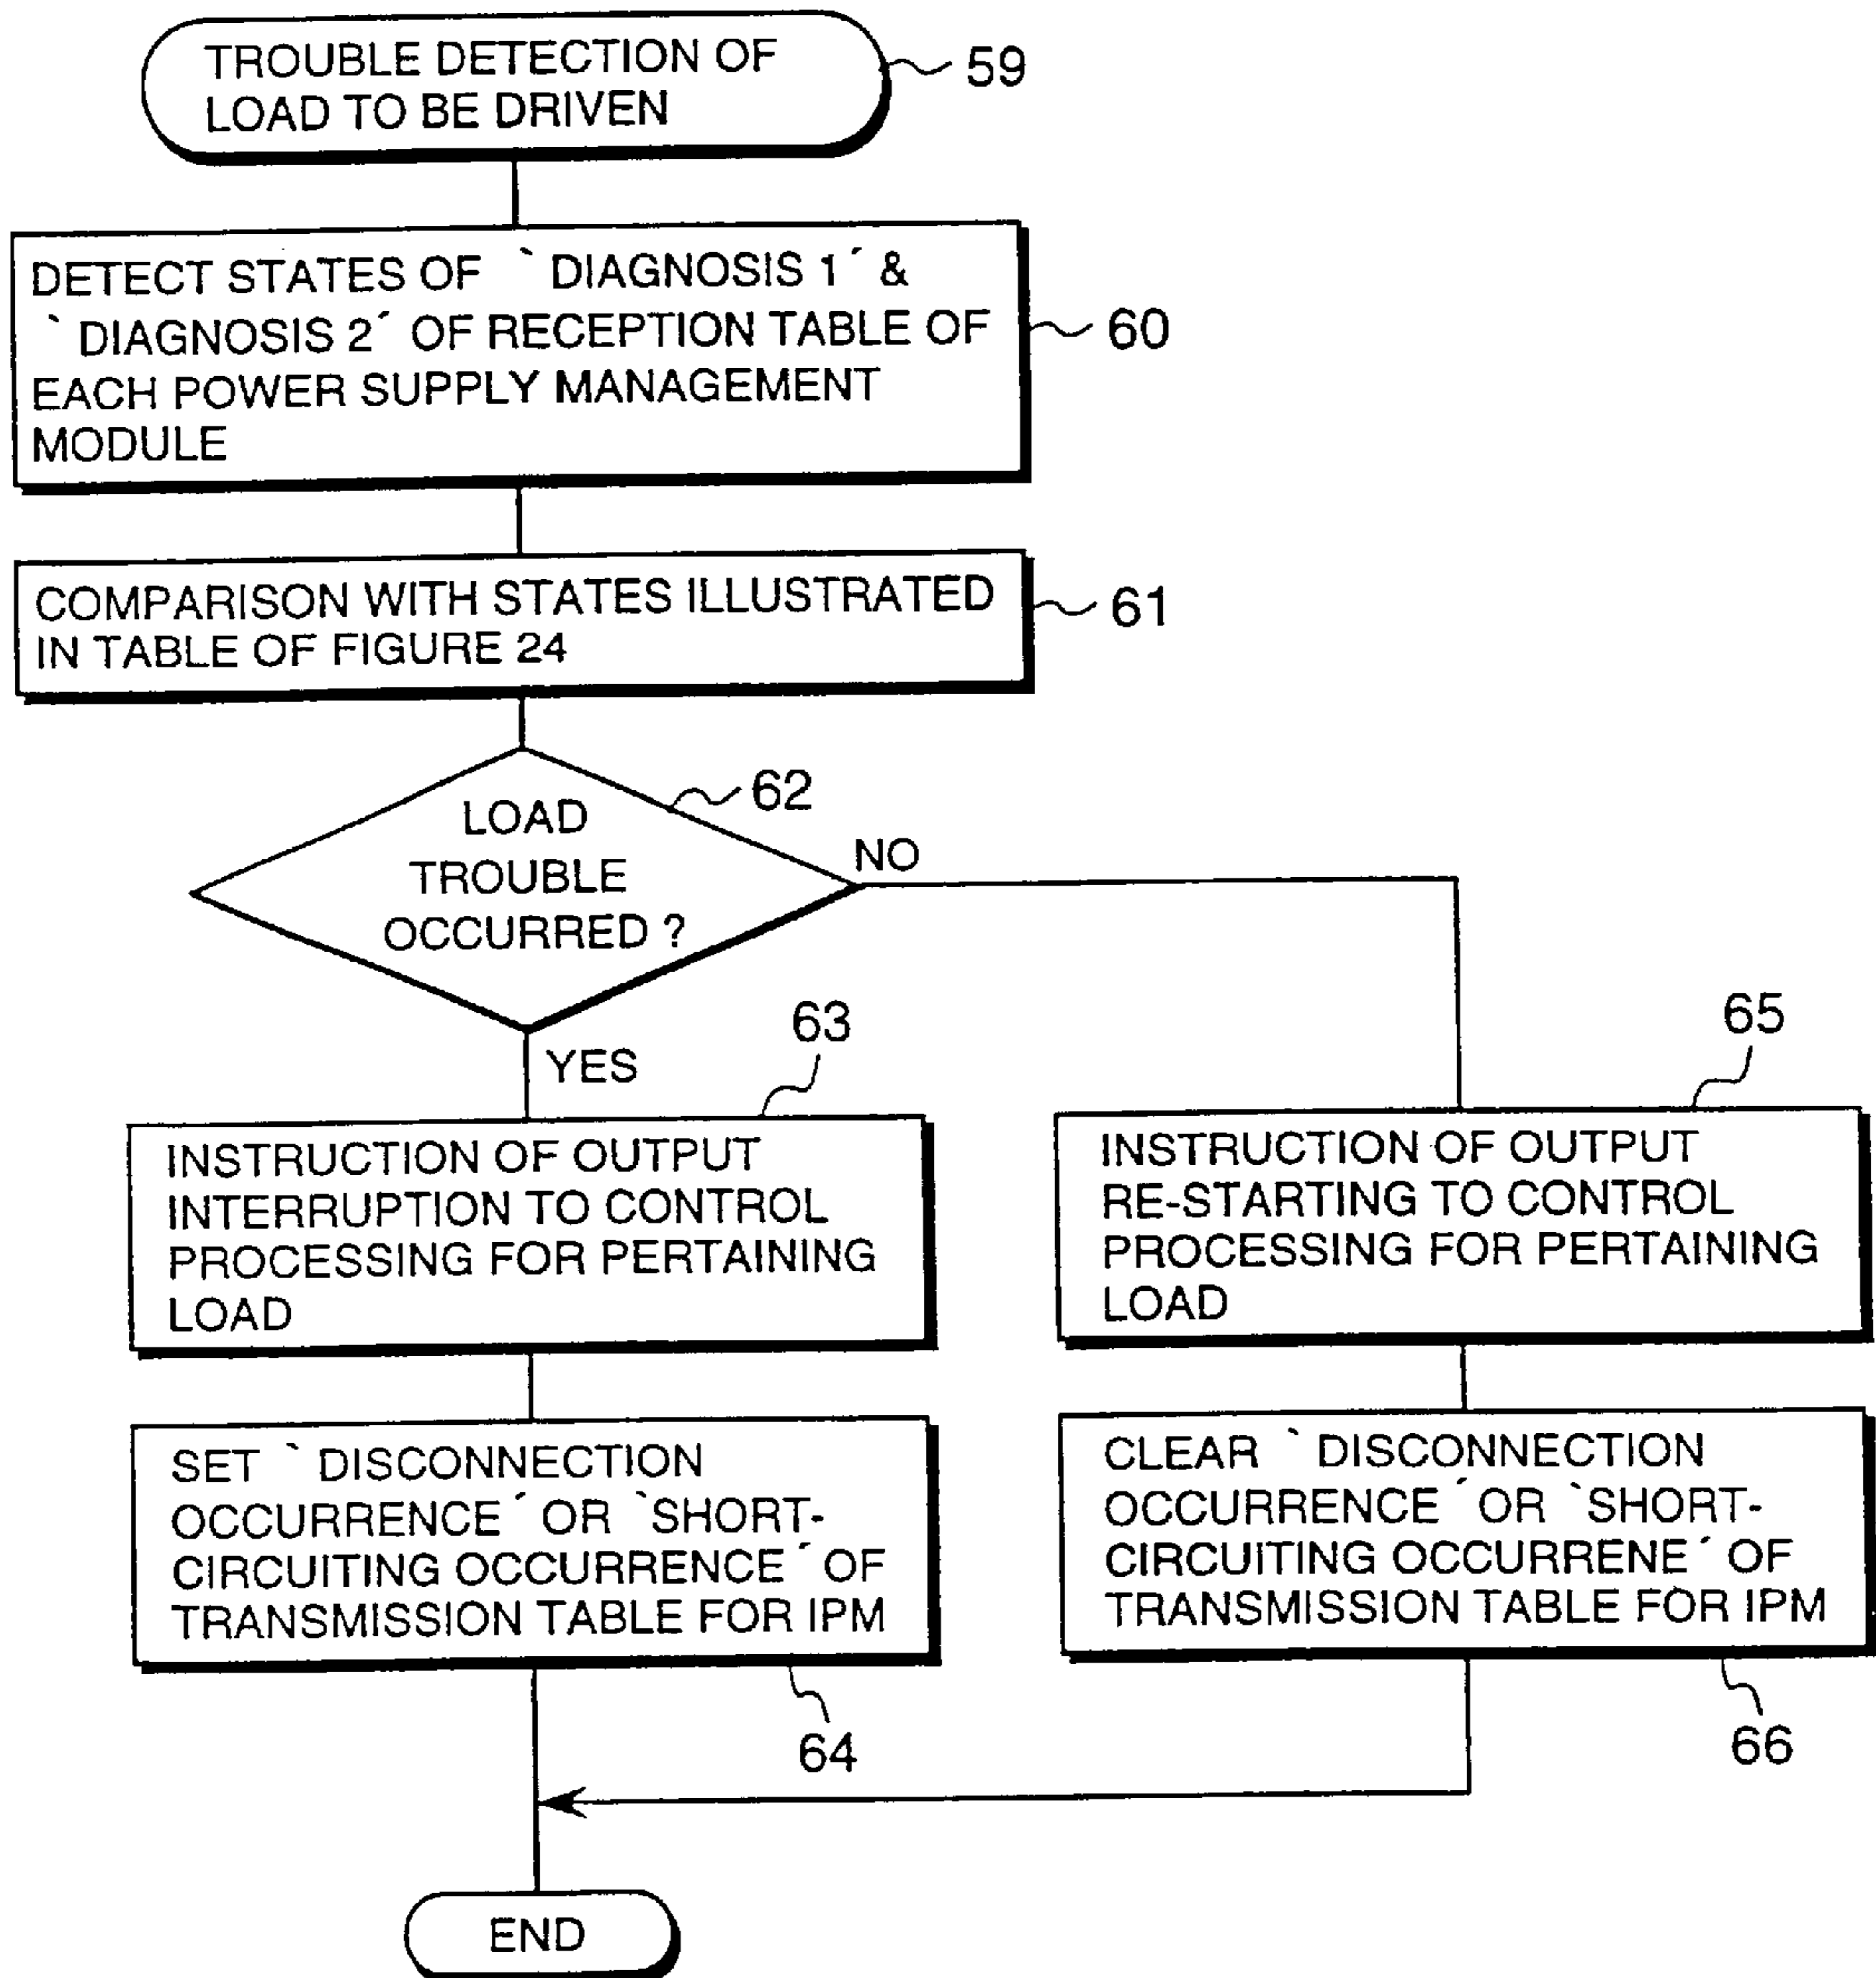 TROUBLE DETECTION OF
LOAD TO BE DRIVEN
59
DETECT STATES OF `DIAGNOSIS 1´ &
`DIAGNOSIS 2´ OF RECEPTION TABLE OF
EACH POWER SUPPLY MANAGEMENT
MODULE
60
COMPARISON WITH STATES ILLUSTRATED
IN TABLE OF FIGURE 24
61
62
LOAD
TROUBLE
OCCURRED ?
NO
YES
63
INSTRUCTION OF OUTPUT
INTERRUPTION TO CONTROL
PROCESSING FOR PERTAINING
LOAD
65
INSTRUCTION OF OUTPUT
RE-STARTING TO CONTROL
PROCESSING FOR PERTAINING
LOAD
SET `DISCONNECTION
OCCURRENCE´ OR `SHORT-
CIRCUITING OCCURRENCE´ OF
TRANSMISSION TABLE FOR IPM
64
CLEAR `DISCONNECTION
OCCURRENCE´ OR `SHORT-
CIRCUITING OCCURRENE´ OF
TRANSMISSION TABLE FOR IPM
66
END